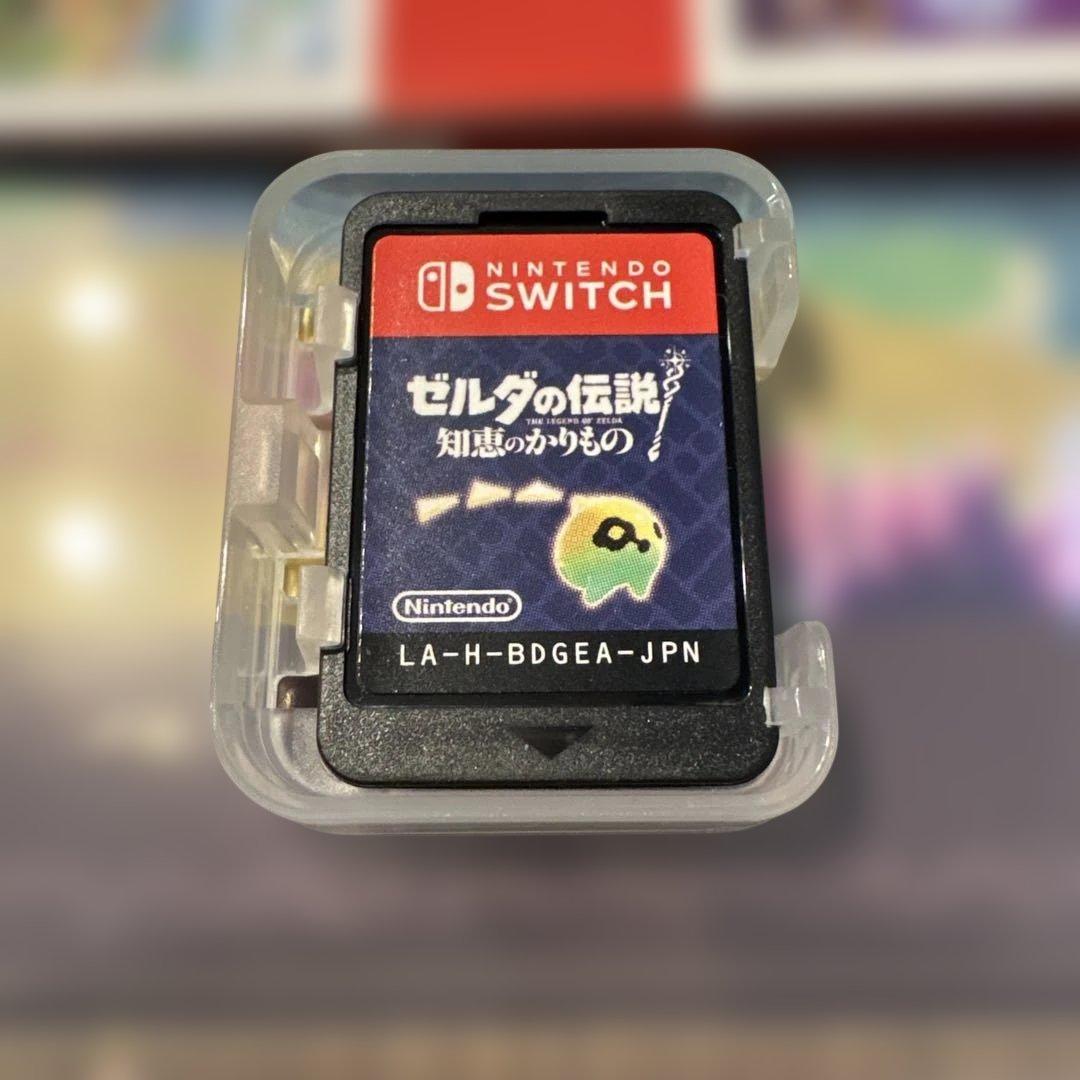 NINTENDO
SWITCH
ゼルダの伝説
THE LEGEND OF ZELDA
知恵のかりもの
Nintendo
LA-H-BDGEA-JPN